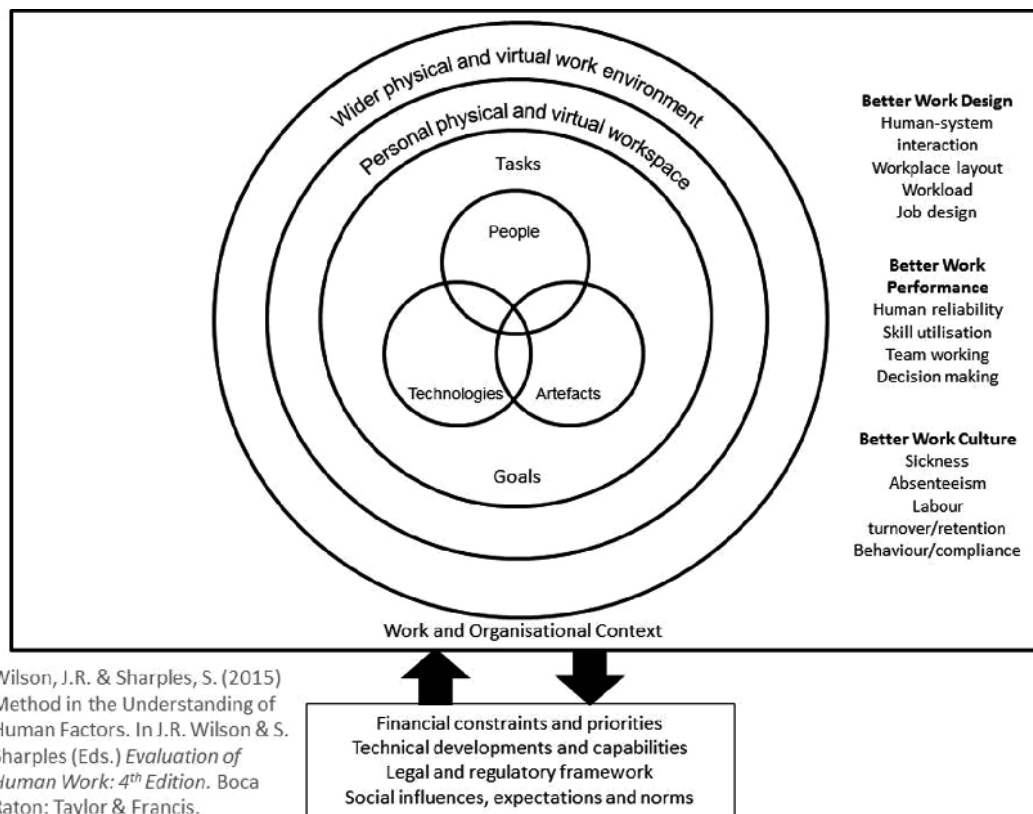 Wider physical and virtual work environment
Personal physical and virtual workspace
Tasks
People
Technologies
Artefacts
Goals
Work and Organisational Context
Better Work Design
Human-system
interaction
Workplace layout
Workload
Job design
Better Work
Performance
Human reliability
Skill utilisation
Team working
Decision making
Better Work Culture
Sickness
Absenteeism
Labour
turnover/retention
Behaviour/compliance
Wilson, J.R. & Sharples, S. (2015)
Method in the Understanding of
Human Factors. In J.R. Wilson & S.
Sharples (Eds.) Evaluation of
Human Work: 4th Edition. Boca
Raton: Taylor & Francis.
Financial constraints and priorities
Technical developments and capabilities
Legal and regulatory framework
Social influences, expectations and norms